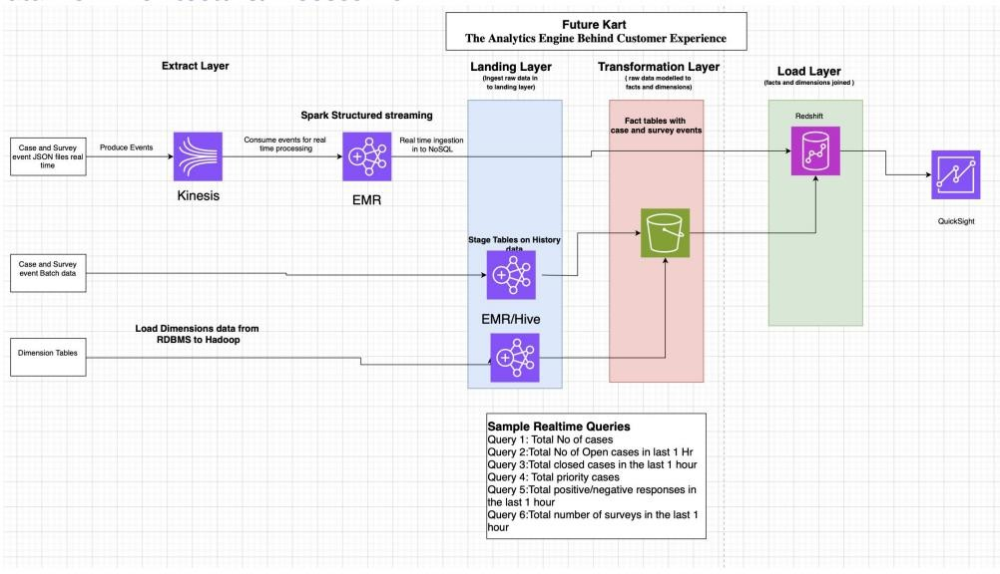 Future Kart
The Analytics Engine Behind Customer Experience
Extract Layer
Landing Layer
(Ingest raw data in
to landing layer)
Transformation Layer
( raw data modelled to
facts and dimensions)
Load Layer
(facts and dimensions joined )
Spark Structured streaming
Fact tables with
case and survey events
Redshift
Case and Survey
event JSON files real
time
Produce Events
Consume events for real
time processing
Real time ingestion
in to NoSQL
Kinesis
EMR
QuickSight
Stage Tables on History
data
Case and Survey
event Batch data
EMR/Hive
Load Dimensions data from
RDBMS to Hadoop
Dimension Tables
Sample Realtime Queries
Query 1: Total No of cases
Query 2:Total No of Open cases in last 1 Hr
Query 3:Total closed cases in the last 1 hour
Query 4: Total priority cases
Query 5:Total positive/negative responses in
the last 1 hour
Query 6:Total number of surveys in the last 1
hour